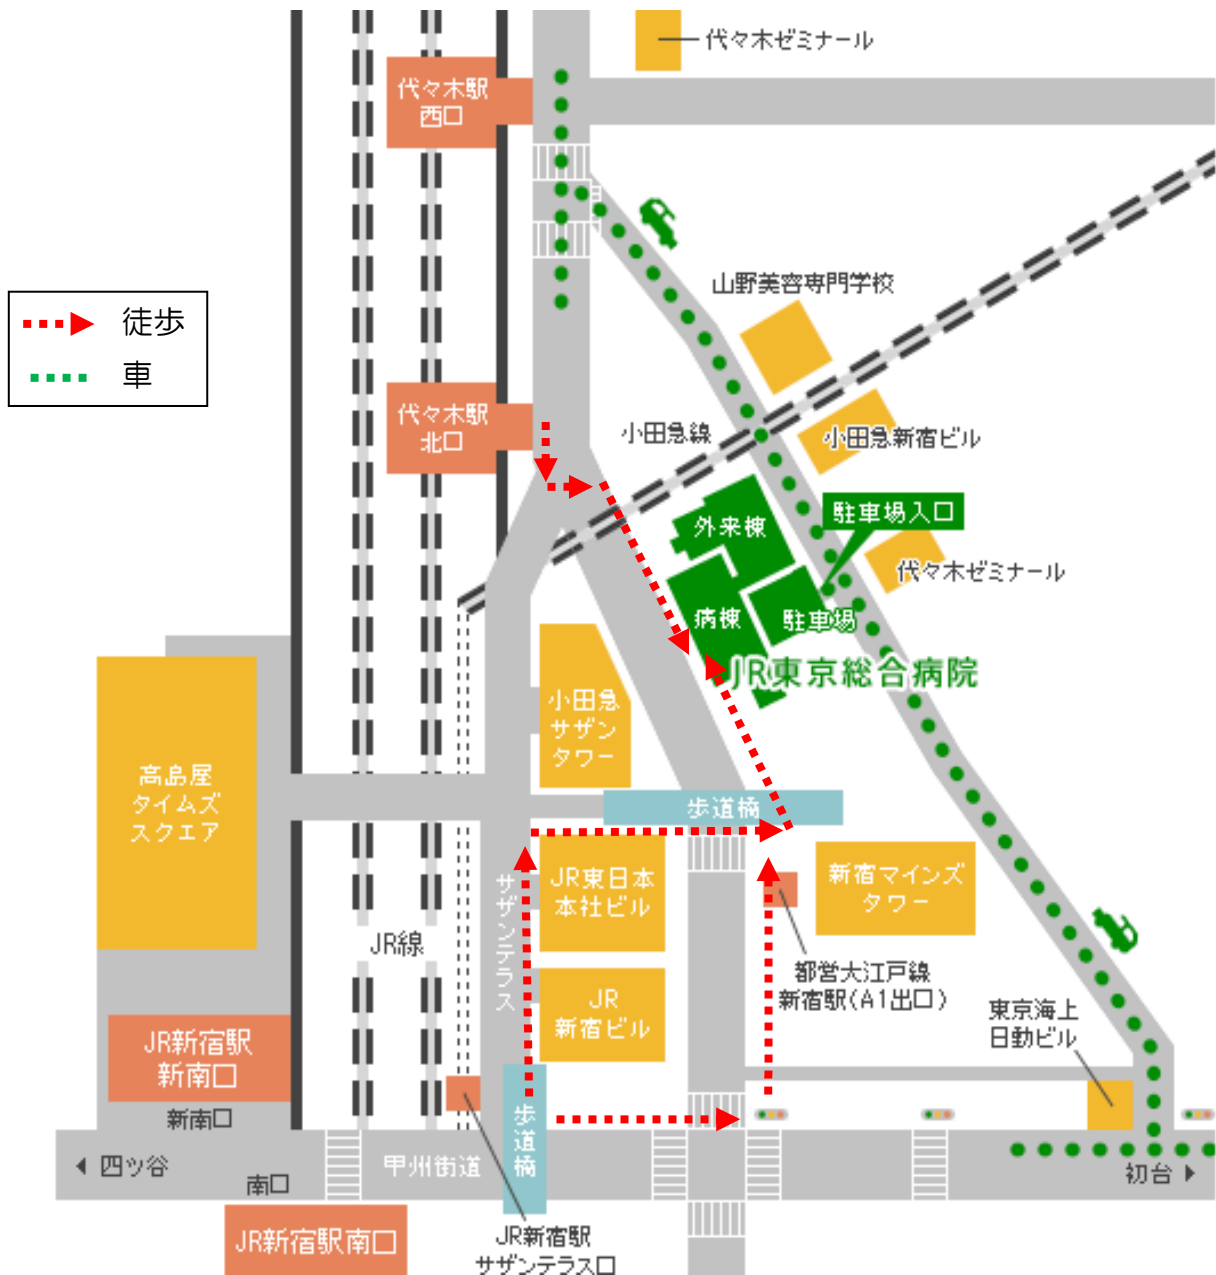 代々木ゼミナール
代々木駅
西口
山野美容専門学校
徒歩
車
代々木駅
北口
小田急線
小田急新宿ビル
外来棟
駐車場入口
代々木ゼミナール
病棟
駐車場
JR東京総合病院
小田急
サザン
タワー
高島屋
タイムズ
スクエア
歩道橋
サザンテラス
JR東日本
本社ビル
新宿マインズ
タワー
JR線
都営大江戸線
新宿駅(A1出口)
JR
新宿ビル
東京海上
日動ビル
JR新宿駅
新南口
新南口
歩道橋
四ツ谷
甲州街道
初台
南口
JR新宿駅南口
JR新宿駅
サザンテラス口